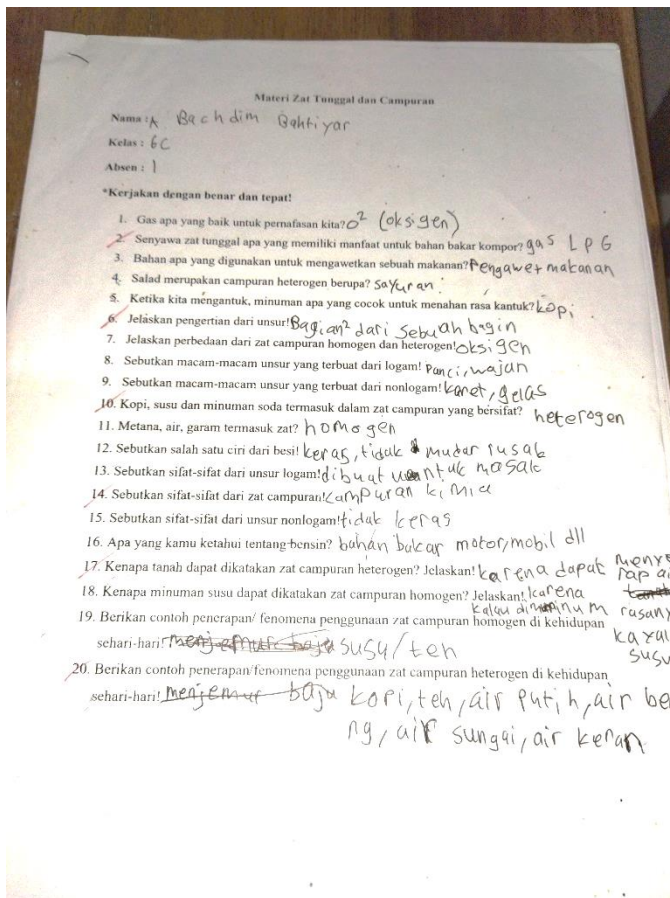 Materi Zat Tunggal dan Campuran
Nama : A Bachdim Bahtiyar
Kelas : 6C
Absen : 1
*Kerjakan dengan benar dan tepat!
1. Gas apa yang baik untuk pernafasan kita? O² (oksigen)
2. Senyawa zat tunggal apa yang memiliki manfaat untuk bahan bakar kompor? gas LPG
3. Bahan apa yang digunakan untuk mengawetkan sebuah makanan? Pengawet makanan
4. Salad merupakan campuran heterogen berupa? Sayuran.
5. Ketika kita mengantuk, minuman apa yang cocok untuk menahan rasa kantuk? kopi
6. Jelaskan pengertian dari unsur! Bagian² dari sebuah bagin
7. Jelaskan perbedaan dari zat campuran homogen dan heterogen! oksigen
8. Sebutkan macam-macam unsur yang terbuat dari logam! Panci, wajan
9. Sebutkan macam-macam unsur yang terbuat dari nonlogam! karet, gelas
10. Kopi, susu dan minuman soda termasuk dalam zat campuran yang bersifat? heterogen
11. Metana, air, garam termasuk zat? homogen
12. Sebutkan salah satu ciri dari besi! keras, tidak mudar rusak
13. Sebutkan sifat-sifat dari unsur logam! dibuat untuk masak
14. Sebutkan sifat-sifat dari zat campuran! Campuran kimia
15. Sebutkan sifat-sifat dari unsur nonlogam! tidak keras
16. Apa yang kamu ketahui tentang bensin? bahan bakar motor/mobil dll
17. Kenapa tanah dapat dikatakan zat campuran heterogen? Jelaskan! karena dapat menye
rap ai
18. Kenapa minuman susu dapat dikatakan zat campuran homogen? Jelaskan! karena
kalau diminum rasany
kayak
susu
19. Berikan contoh penerapan/ fenomena penggunaan zat campuran homogen di kehidupan
sehari-hari! menjemur baju susu/teh
20. Berikan contoh penerapan/fenomena penggunaan zat campuran heterogen di kehidupan
sehari-hari! menjemur baju kopi, teh, air putih, air be
ng, air sungai, air keran